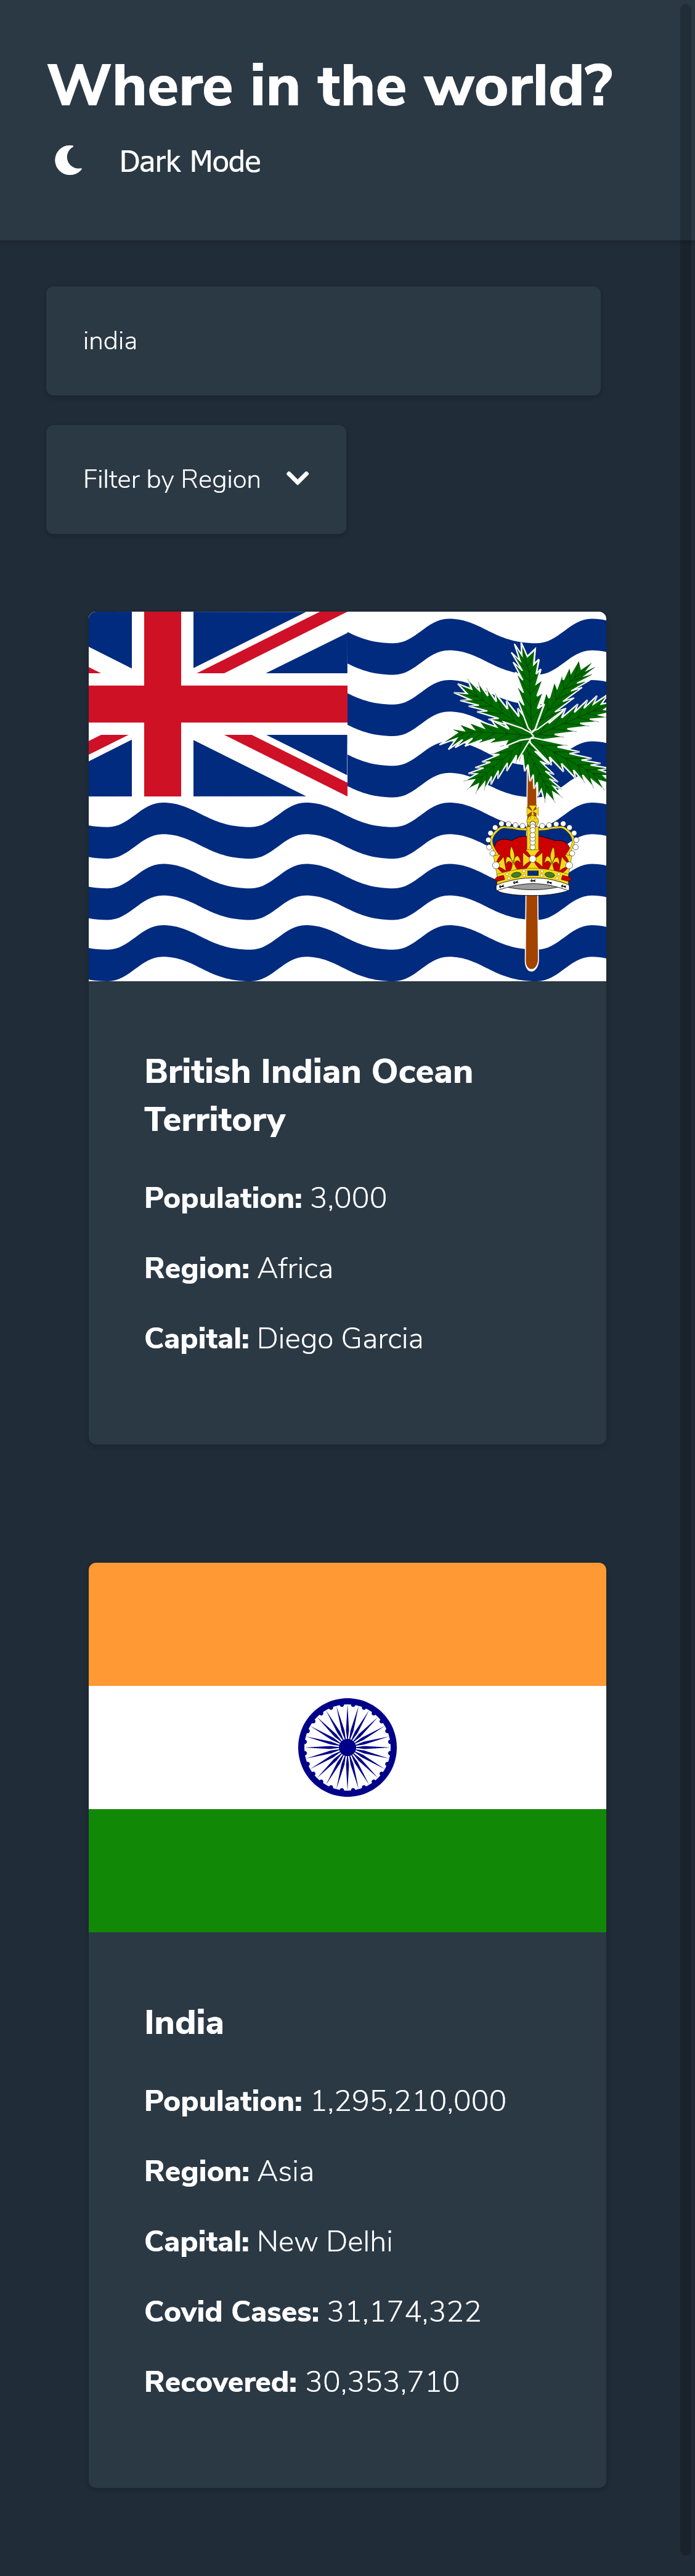 Where in the world?
Dark Mode
india
Filter by Region
British Indian Ocean
Territory
Population: 3,000
Region: Africa
Capital: Diego Garcia
India
Population: 1,295,210,000
Region: Asia
Capital: New Delhi
Covid Cases: 31,174,322
Recovered: 30,353,710